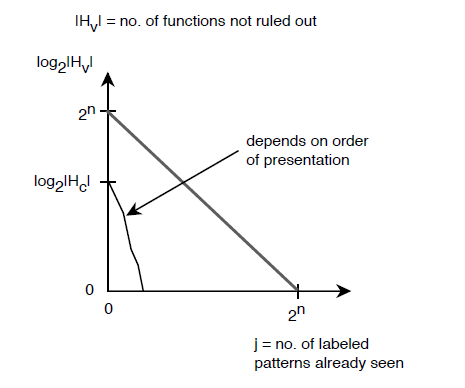 |Hv| = no. of functions not ruled out
log2|Hv|
2n
depends on order
of presentation
log2|Hc|
0
0
2n
j = no. of labeled
patterns already seen